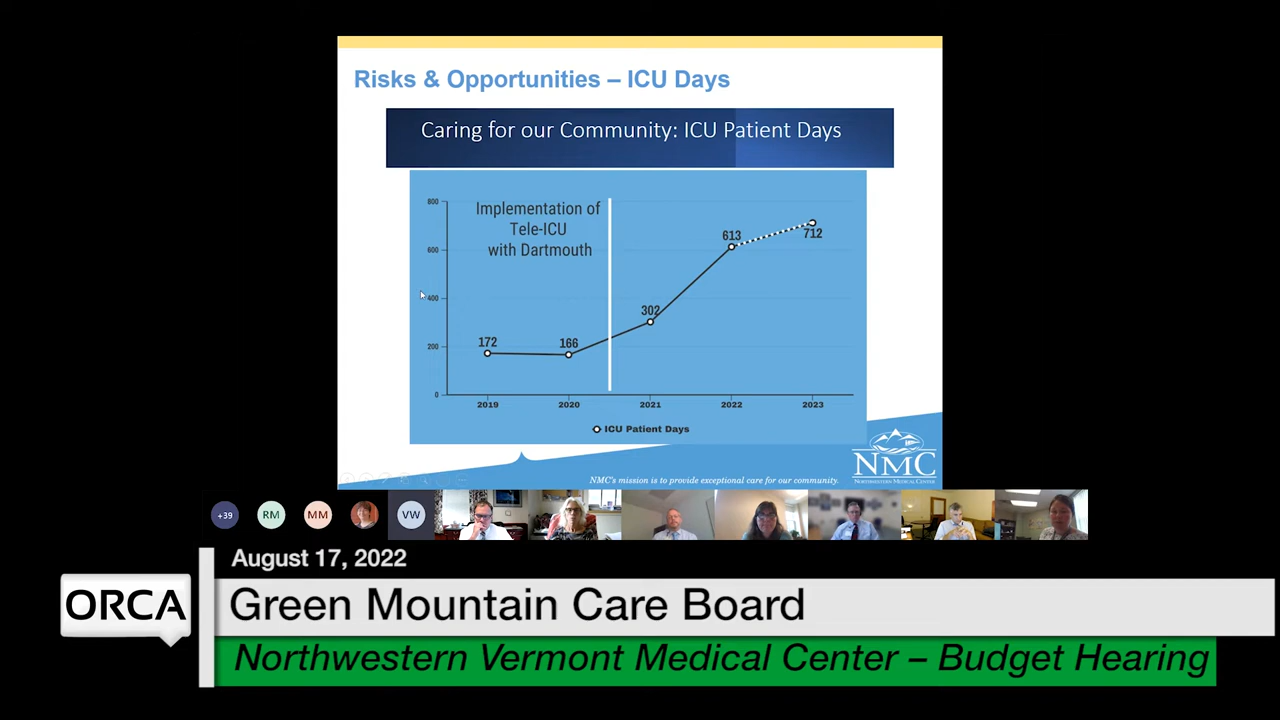 Risks & Opportunities – ICU Days
Caring for our Community: ICU Patient Days
Implementation of
Tele-ICU
with Dartmouth
800
600
400
200
0
172
166
302
613
712
2019
2020
2021
2022
2023
ICU Patient Days
NMC
NORTHWESTERN MEDICAL CENTER
NMC's mission is to provide exceptional care for our community.
+39
RM
MM
VW
August 17, 2022
ORCA
Green Mountain Care Board
Northwestern Vermont Medical Center – Budget Hearing